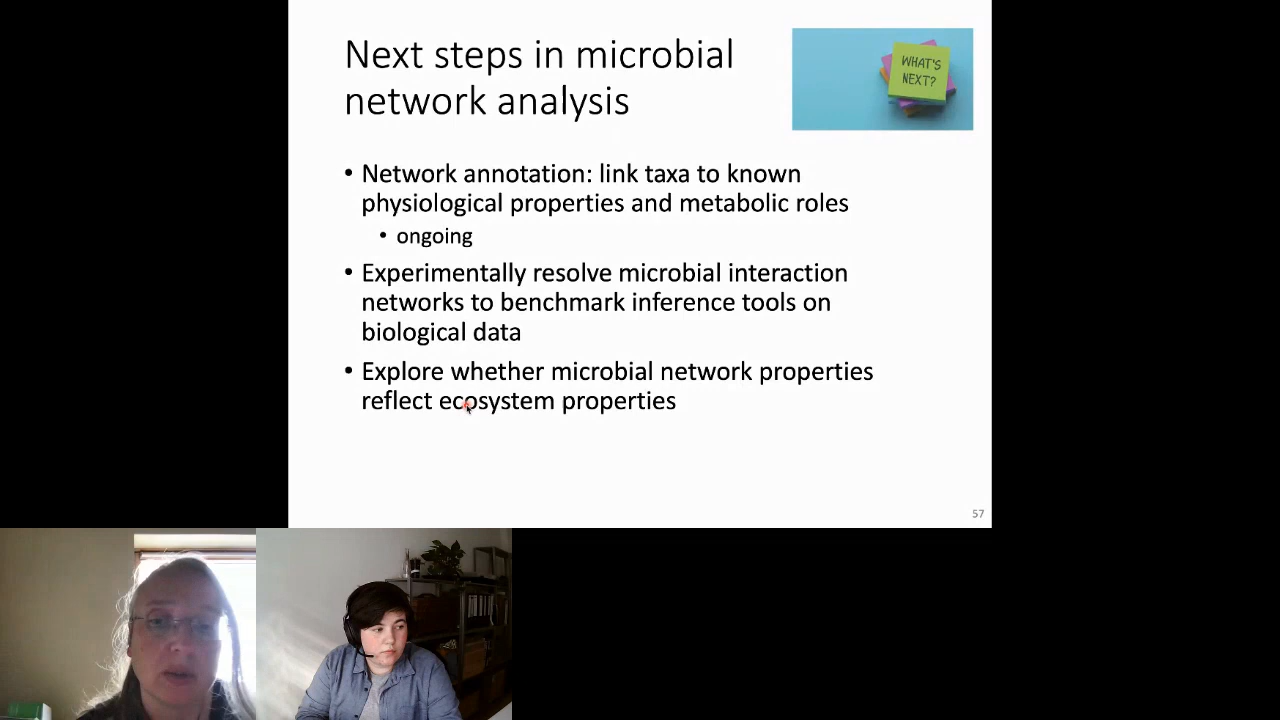 Next steps in microbial
network analysis
WHAT'S
NEXT?
• Network annotation: link taxa to known
physiological properties and metabolic roles
• ongoing
• Experimentally resolve microbial interaction
networks to benchmark inference tools on
biological data
• Explore whether microbial network properties
reflect ecosystem properties
57